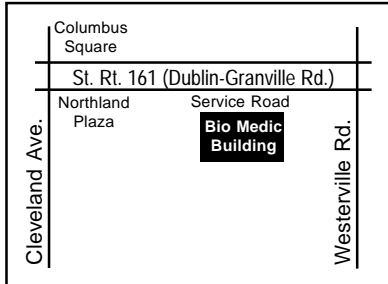 Columbus
Square
St. Rt. 161 (Dublin-Granville Rd.)
Northland
Plaza
Service Road
Bio Medic
Building
Cleveland Ave.
Westerville Rd.